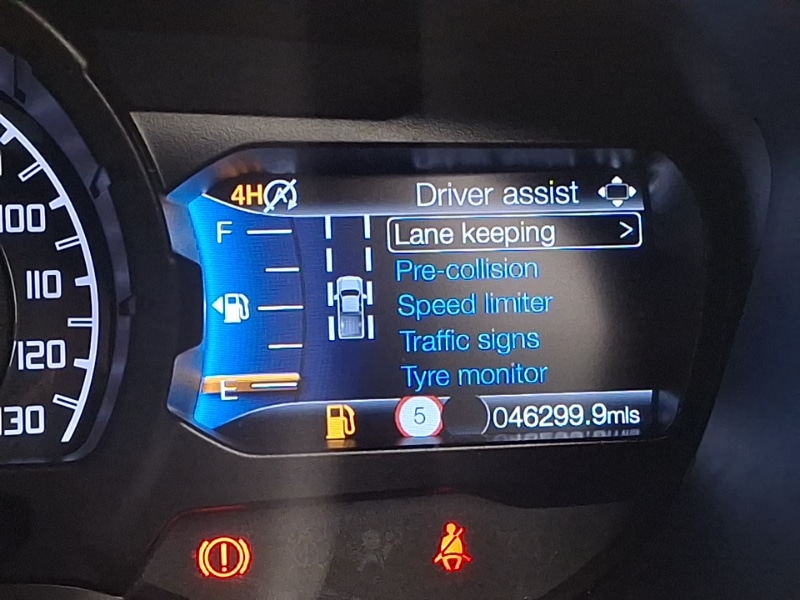 4H A Driver assist
F
Lane keeping >
100
Pre-collision
110
Speed limiter
Traffic signs
120
Tyre monitor
E
130
5
046299.9mls